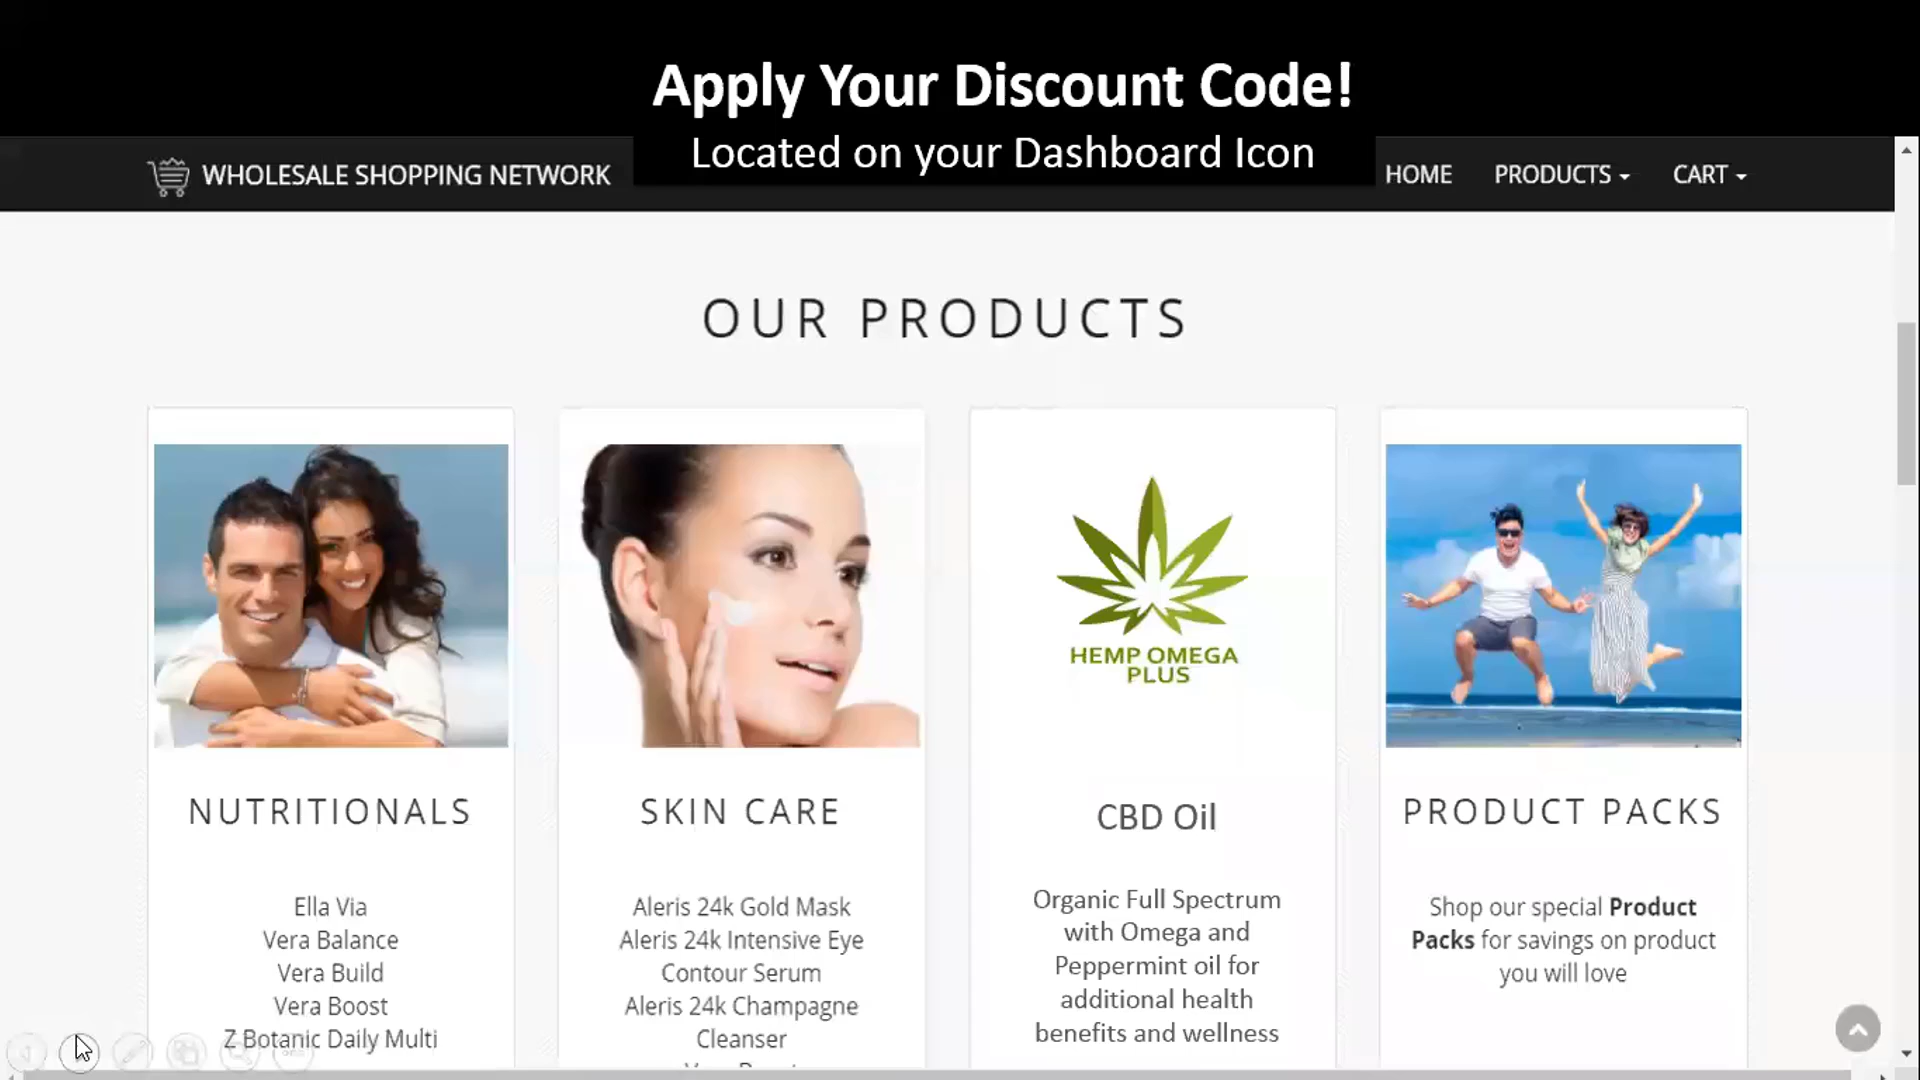 Apply Your Discount Code!
Located on your Dashboard Icon
WHOLESALE SHOPPING NETWORK
HOME
PRODUCTS
CART
OUR PRODUCTS
HEMP OMEGA
PLUS
NUTRITIONALS
Ella Via
Vera Balance
Vera Build
Vera Boost
Z Botanic Daily Multi
SKIN CARE
Aleris 24k Gold Mask
Aleris 24k Intensive Eye
Contour Serum
Aleris 24k Champagne
Cleanser
CBD Oil
Organic Full Spectrum
with Omega and
Peppermint oil for
additional health
benefits and wellness
PRODUCT PACKS
Shop our special Product
Packs for savings on product
you will love